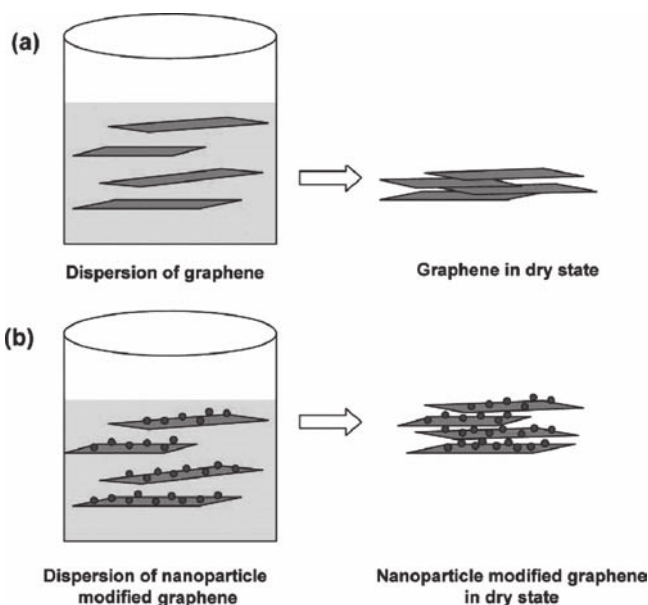 (a)
Dispersion of graphene
Graphene in dry state
(b)
Dispersion of nanoparticle
modified graphene
Nanoparticle modified graphene
in dry state